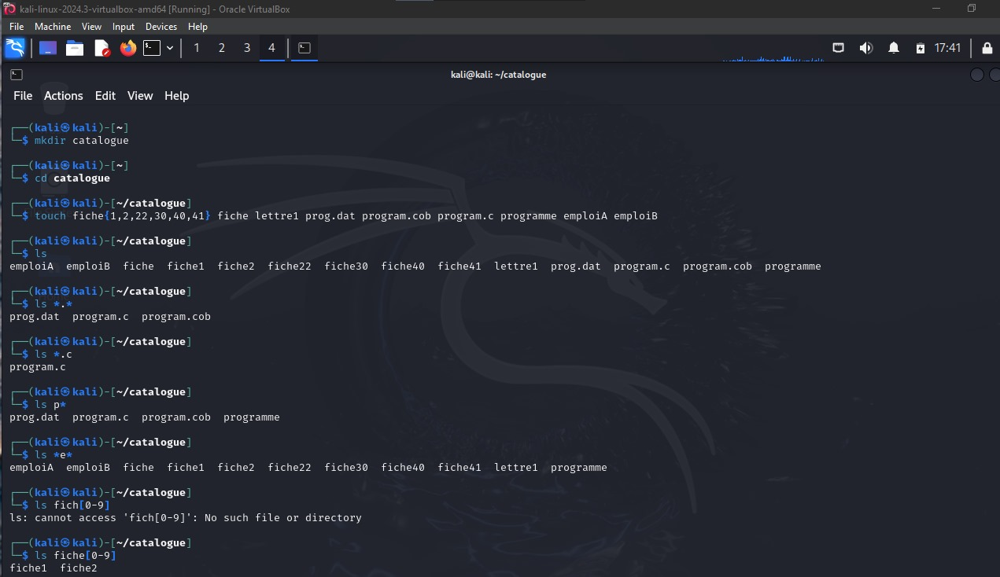 kali-linux-2024.3-virtualbox-amd64 [Running] - Oracle VirtualBox
File Machine View Input Devices Help
1 2 3 4 17:41
kali@kali: ~/catalogue
File Actions Edit View Help
┌──(kali㉿kali)-[~]
└─$ mkdir catalogue
┌──(kali㉿kali)-[~]
└─$ cd catalogue
┌──(kali㉿kali)-[~/catalogue]
└─$ touch fiche{1,2,22,30,40,41} fiche lettre1 prog.dat program.cob program.c programme emploiA emploiB
┌──(kali㉿kali)-[~/catalogue]
└─$ ls
emploiA  emploiB  fiche  fiche1  fiche2  fiche22  fiche30  fiche40  fiche41  lettre1  prog.dat  program.c  program.cob  programme
┌──(kali㉿kali)-[~/catalogue]
└─$ ls *.*
prog.dat  program.c  program.cob
┌──(kali㉿kali)-[~/catalogue]
└─$ ls *.c
program.c
┌──(kali㉿kali)-[~/catalogue]
└─$ ls p*
prog.dat  program.c  program.cob  programme
┌──(kali㉿kali)-[~/catalogue]
└─$ ls *e*
emploiA  emploiB  fiche  fiche1  fiche2  fiche22  fiche30  fiche40  fiche41  lettre1  programme
┌──(kali㉿kali)-[~/catalogue]
└─$ ls fich[0-9]
ls: cannot access 'fich[0-9]': No such file or directory
┌──(kali㉿kali)-[~/catalogue]
└─$ ls fiche[0-9]
fiche1  fiche2